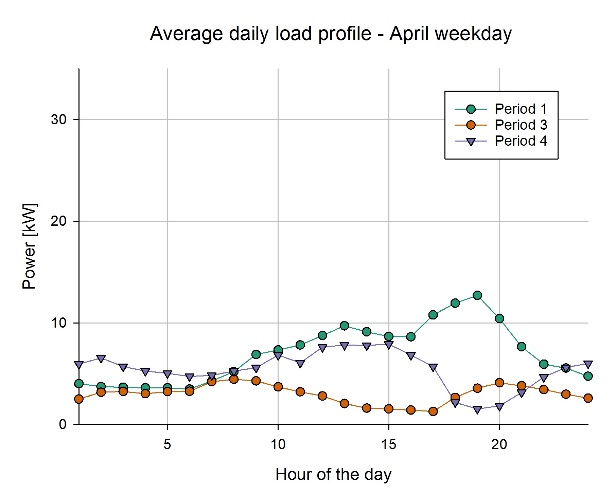 Average daily load profile - April weekday
Period 1
Period 3
Period 4
30
20
10
0
Power [kW]
5
10
15
20
Hour of the day